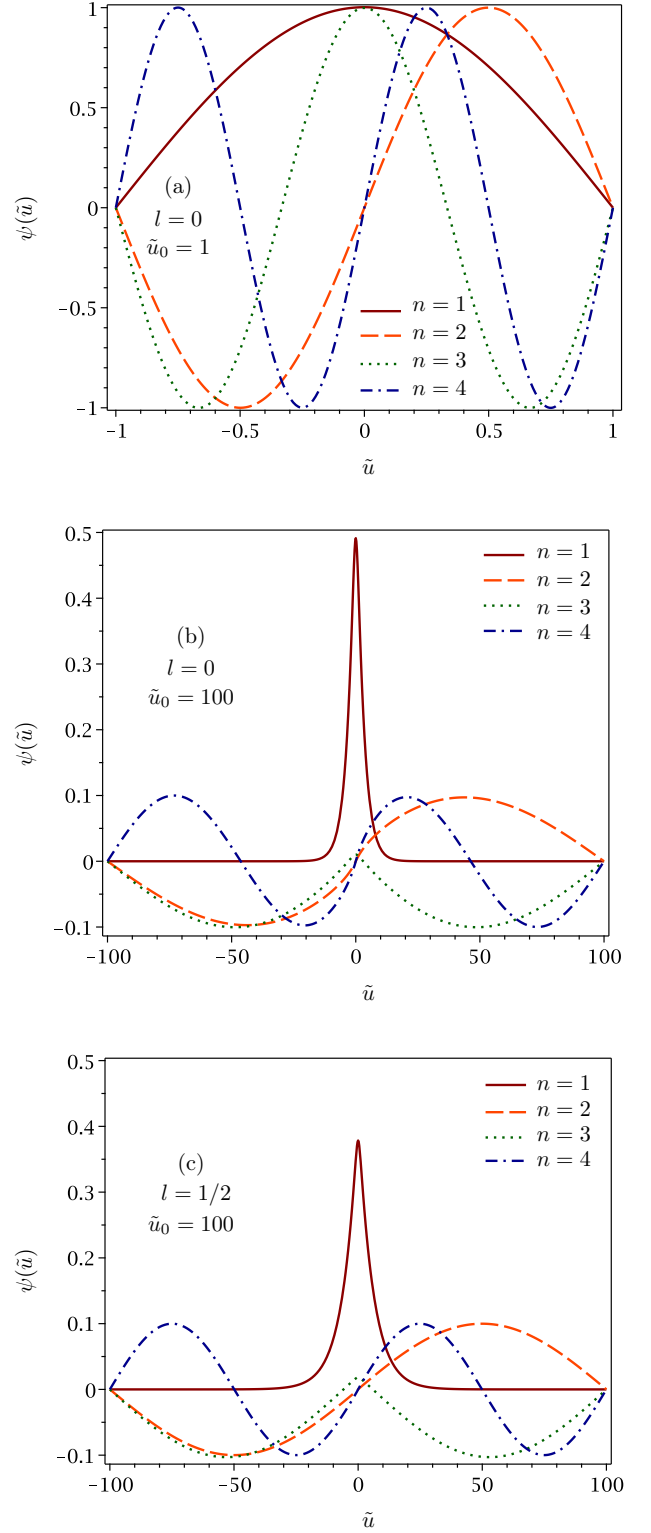 1
0.5
0
−0.5
−1
ψ(ũ)
(a)
l = 0
ũ₀ = 1
n = 1
n = 2
n = 3
n = 4
−1 −0.5 0 0.5 1
ũ
0.5
0.4
0.3
0.2
0.1
0
−0.1
ψ(ũ)
(b)
l = 0
ũ₀ = 100
n = 1
n = 2
n = 3
n = 4
−100 −50 0 50 100
ũ
0.5
0.4
0.3
0.2
0.1
0
−0.1
ψ(ũ)
(c)
l = 1/2
ũ₀ = 100
n = 1
n = 2
n = 3
n = 4
−100 −50 0 50 100
ũ